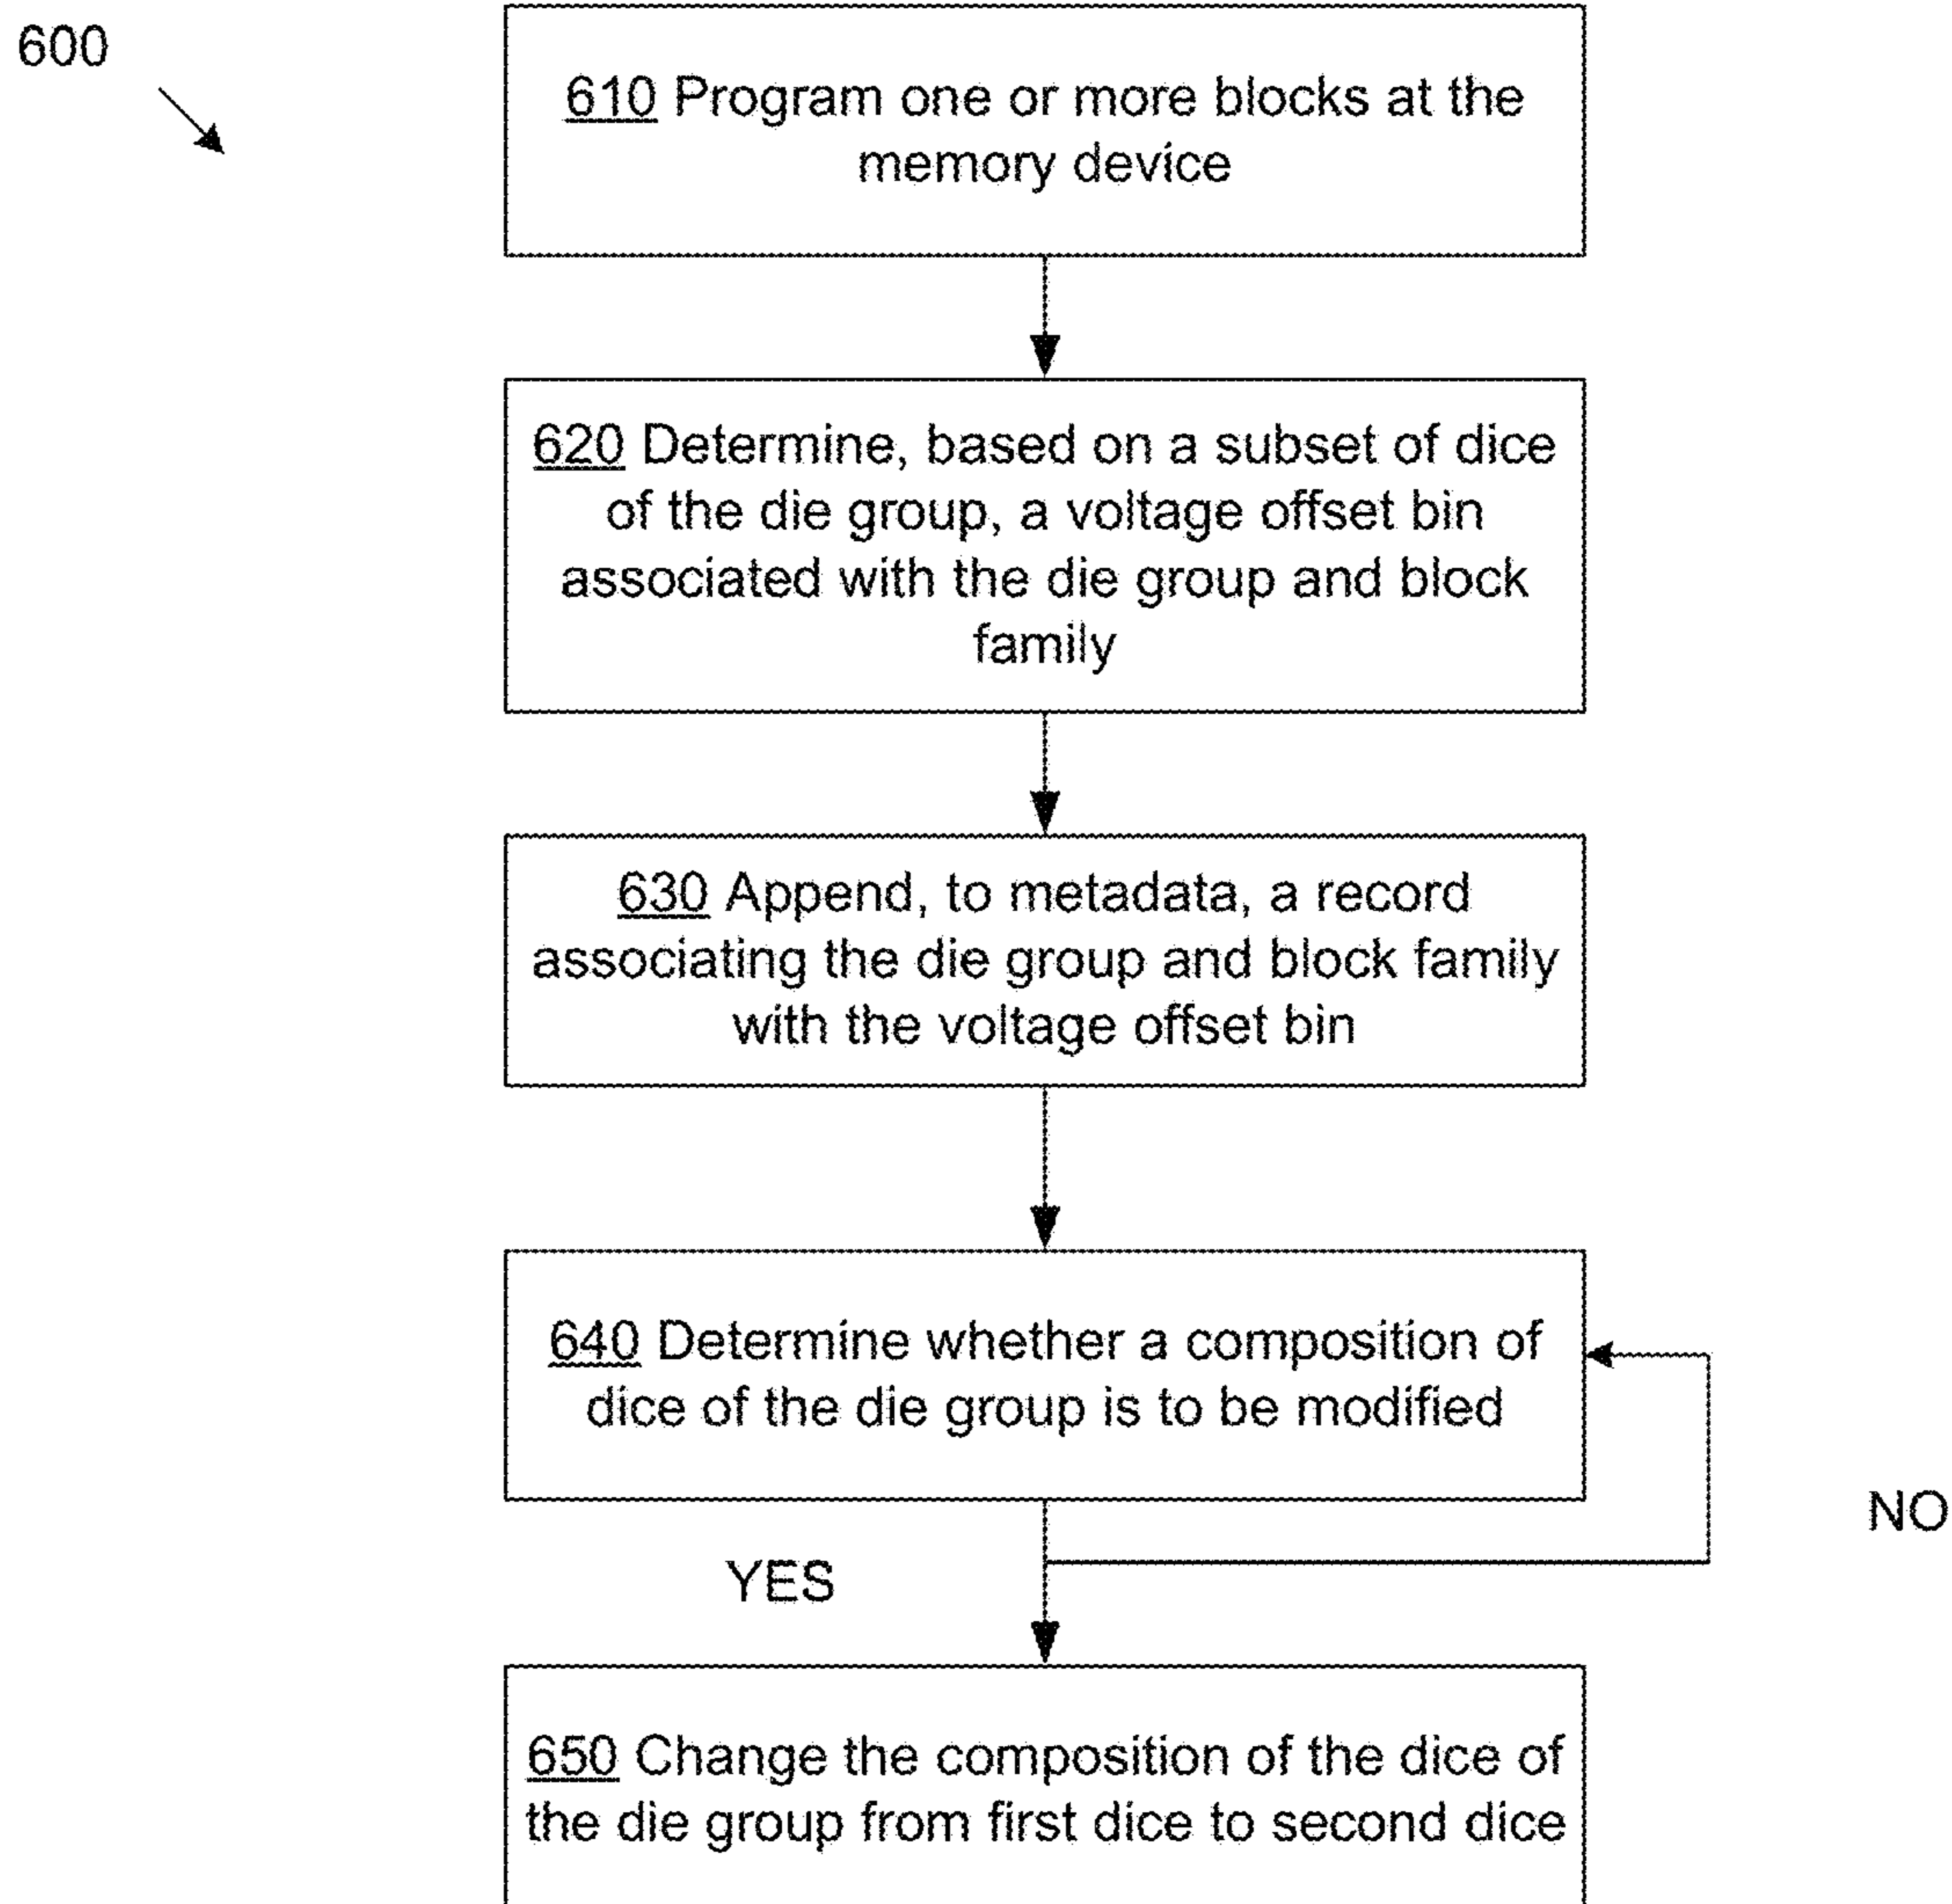 600
610 Program one or more blocks at the
memory device
620 Determine, based on a subset of dice
of the die group, a voltage offset bin
associated with the die group and block
family
630 Append, to metadata, a record
associating the die group and block family
with the voltage offset bin
640 Determine whether a composition of
dice of the die group is to be modified
NO
YES
650 Change the composition of the dice of
the die group from first dice to second dice